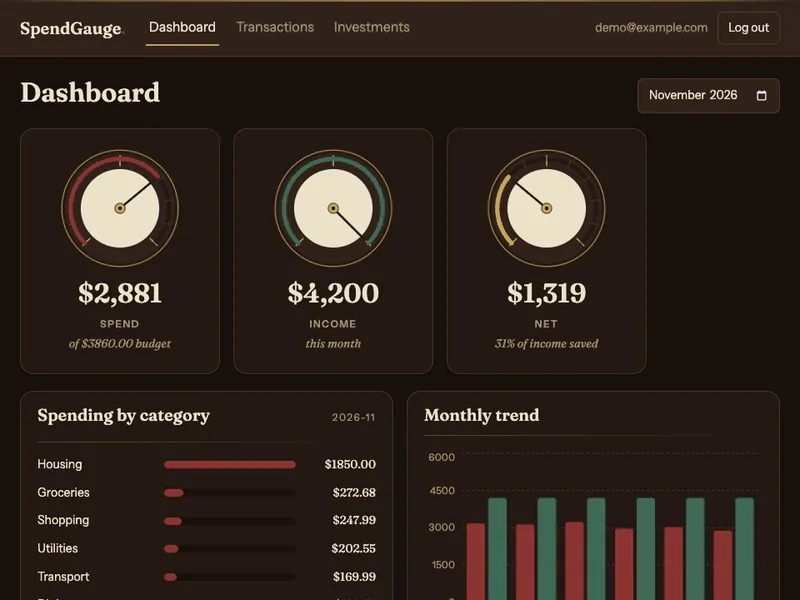 SpendGauge.
Dashboard
Transactions
Investments
demo@example.com
Log out
Dashboard
November 2026
$2,881
SPEND
of $3860.00 budget
$4,200
INCOME
this month
$1,319
NET
31% of income saved
Spending by category
2026-11
Housing $1850.00
Groceries $272.68
Shopping $247.99
Utilities $202.55
Transport $169.99
Monthly trend
6000
4500
3000
1500